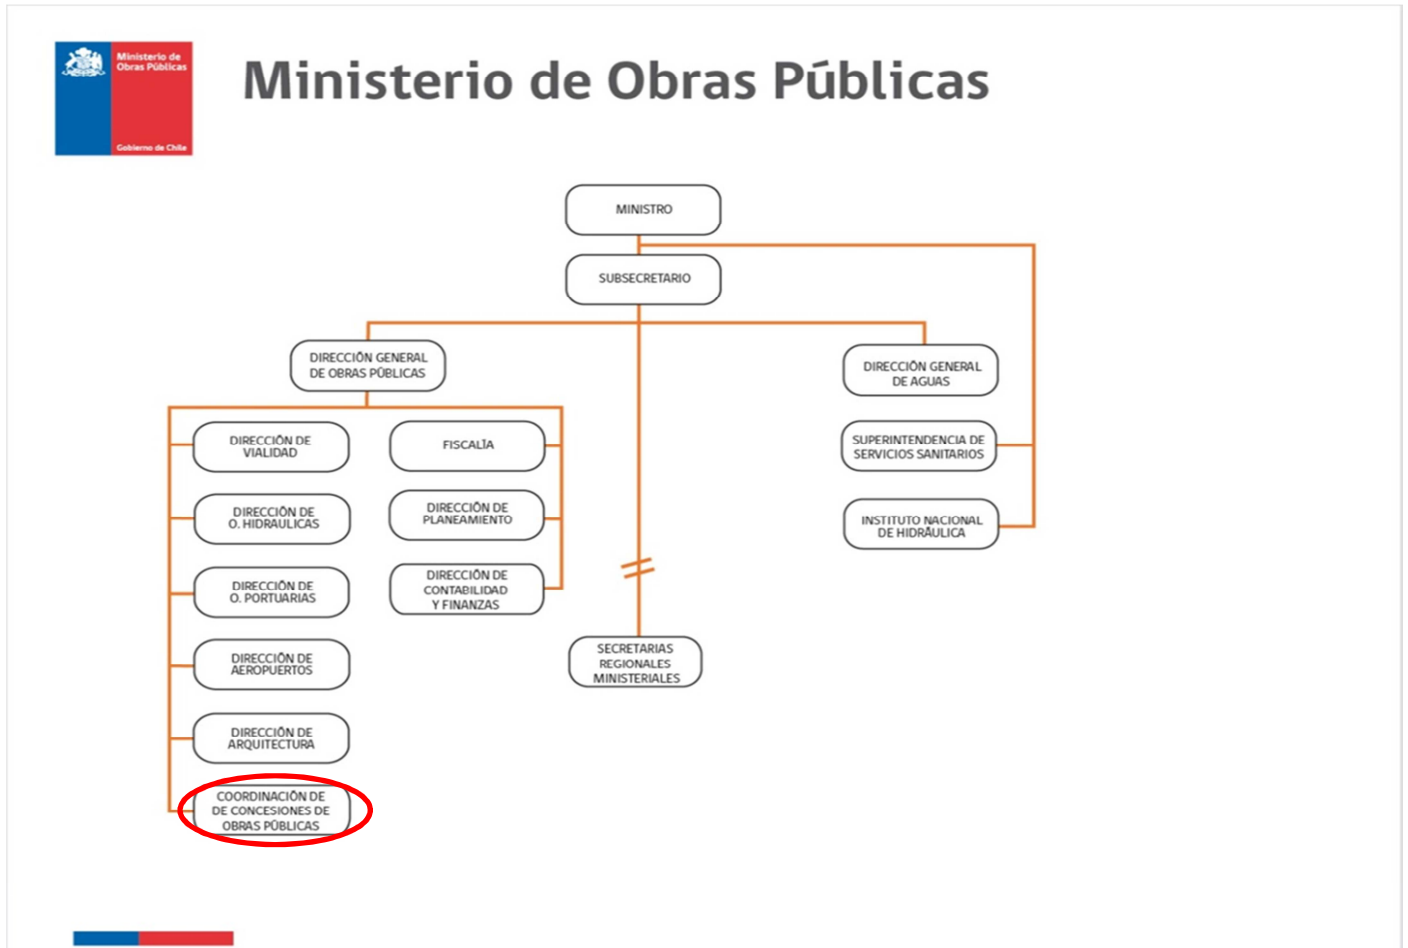 Ministerio de
Obras Públicas
Gobierno de Chile
Ministerio de Obras Públicas
MINISTRO
SUBSECRETARIO
DIRECCIÓN GENERAL
DE OBRAS PÚBLICAS
DIRECCIÓN GENERAL
DE AGUAS
DIRECCIÓN DE
VIALIDAD
FISCALÍA
SUPERINTENDENCIA DE
SERVICIOS SANITARIOS
DIRECCIÓN DE
O. HIDRAULICAS
DIRECCIÓN DE
PLANEAMIENTO
INSTITUTO NACIONAL
DE HIDRÁULICA
DIRECCIÓN DE
O. PORTUARIAS
DIRECCIÓN DE
CONTABILIDAD
Y FINANZAS
DIRECCIÓN DE
AEROPUERTOS
SECRETARIAS
REGIONALES
MINISTERIALES
DIRECCIÓN DE
ARQUITECTURA
COORDINACIÓN DE
DE CONCESIONES DE
OBRAS PÚBLICAS